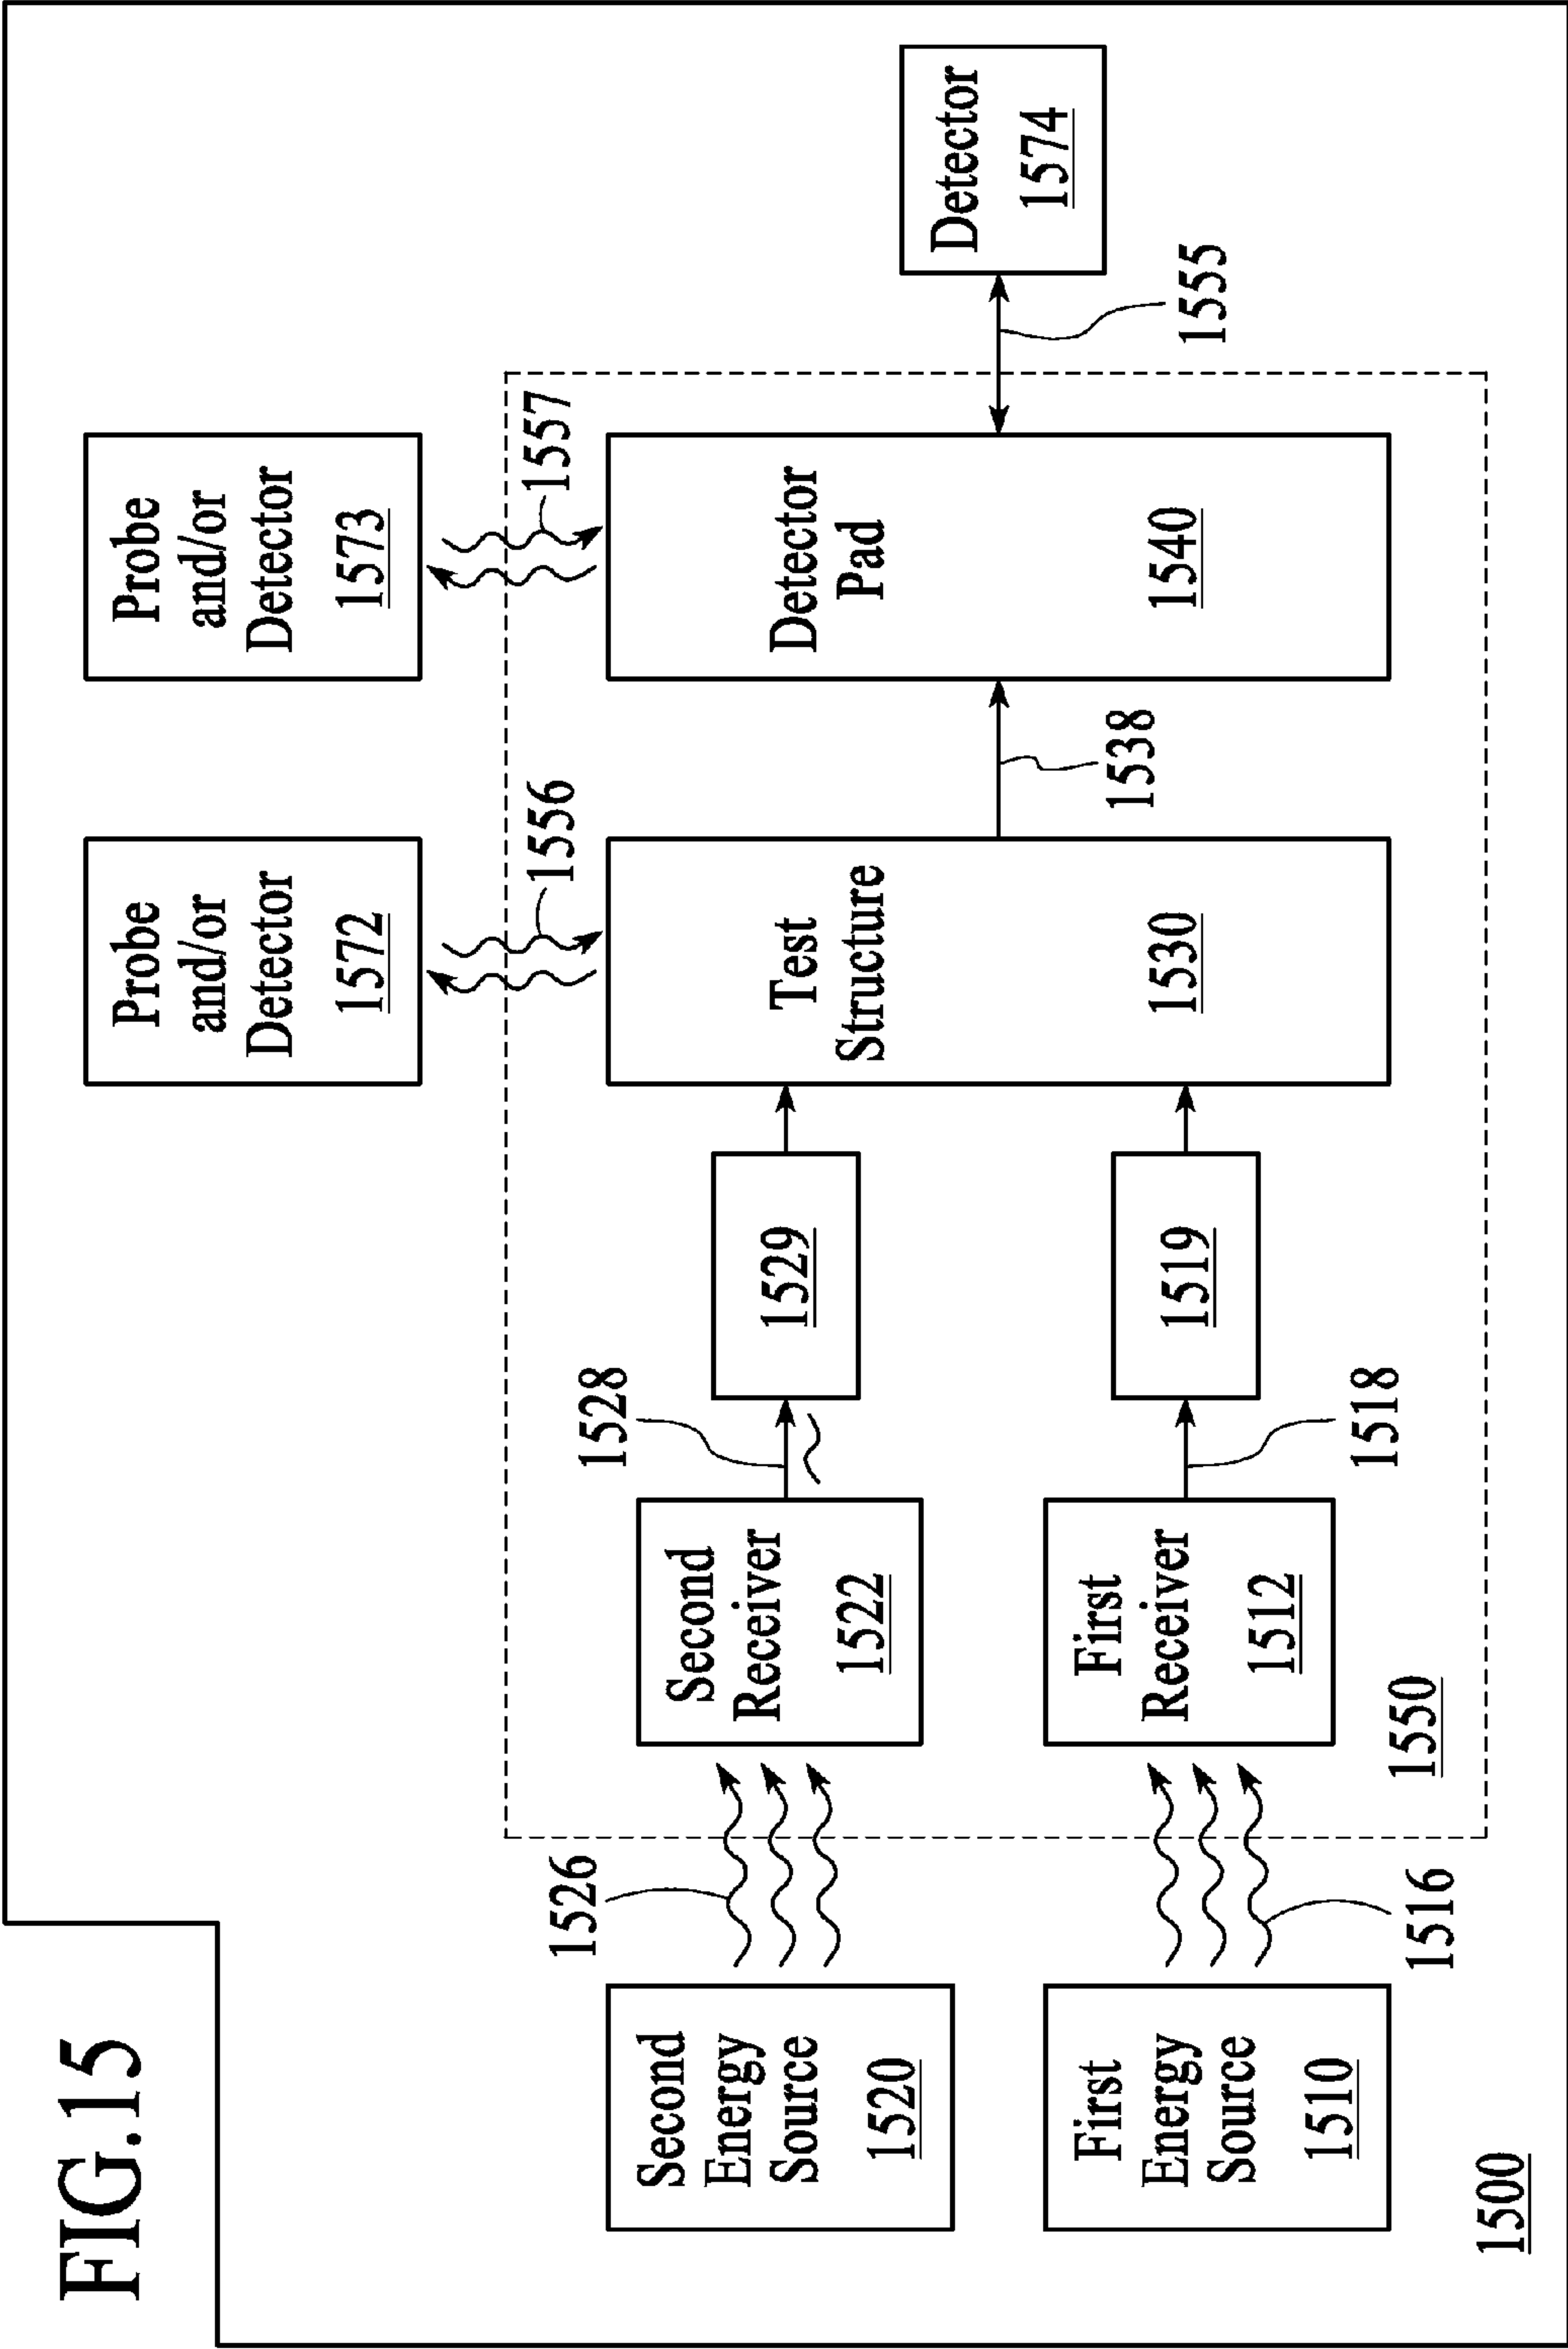 FIG.15
Probe
and/or
Detector
1572
Probe
and/or
Detector
1573
1556
1557
Second
Energy
Source
1520
1526
Second
Receiver
1522
1528
1529
Test
Structure
1530
1538
Detector
Pad
1540
1555
Detector
1574
First
Energy
Source
1510
1516
First
Receiver
1512
1518
1519
1550
1500